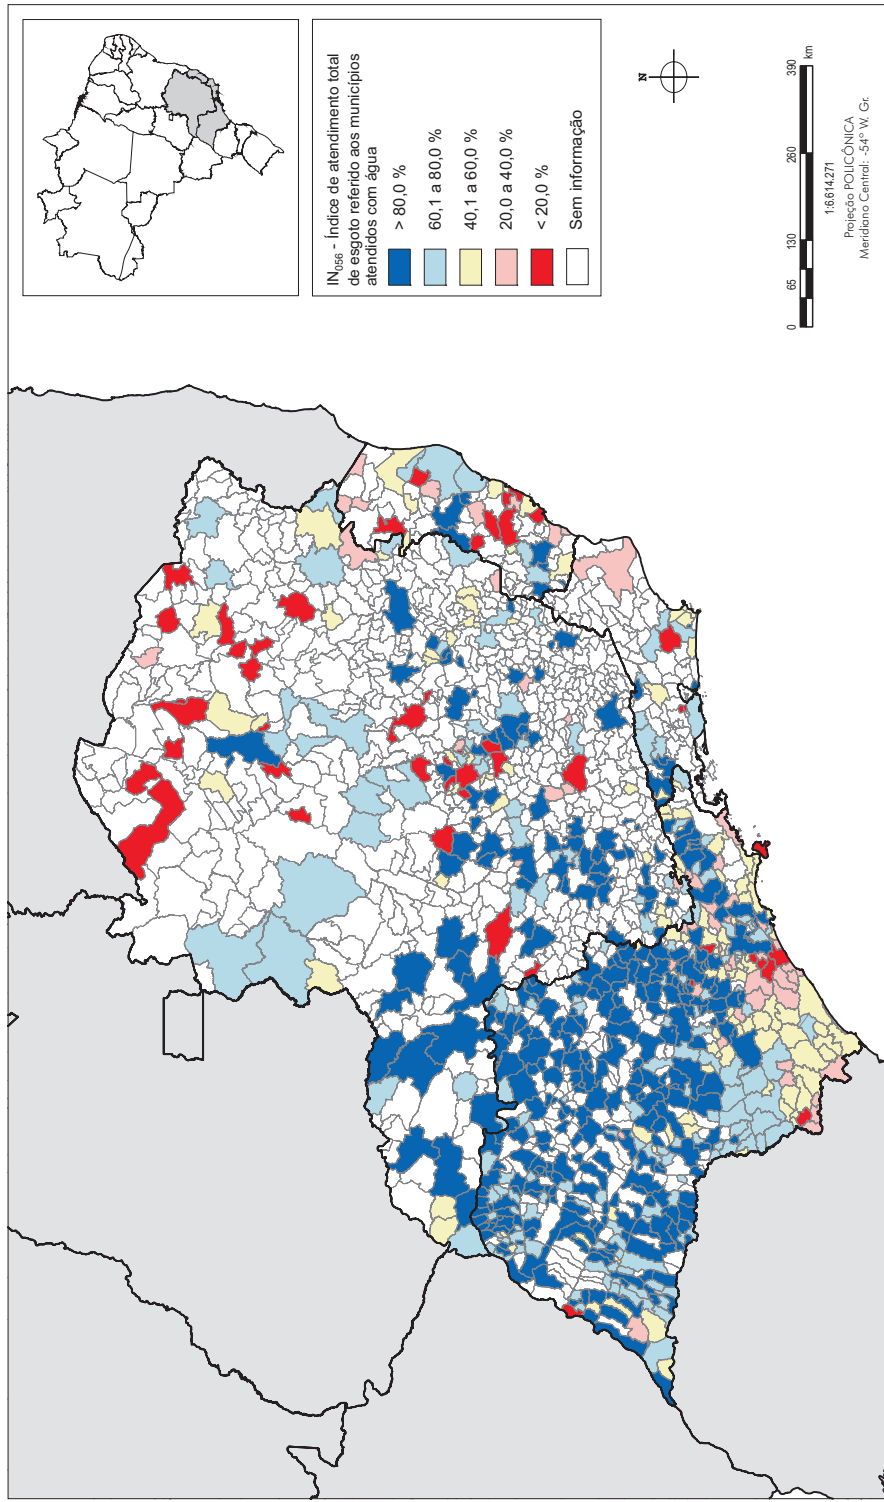 IN056 - Índice de atendimento total
de esgoto referido aos municípios
atendidos com água
> 80,0 %
60,1 a 80,0 %
40,1 a 60,0 %
20,0 a 40,0 %
< 20,0 %
Sem informação
N
0 65 130 260 390
km
1:6.614.271
Projeção POLICÔNICA
Meridiano Central: -54° W. Gr.